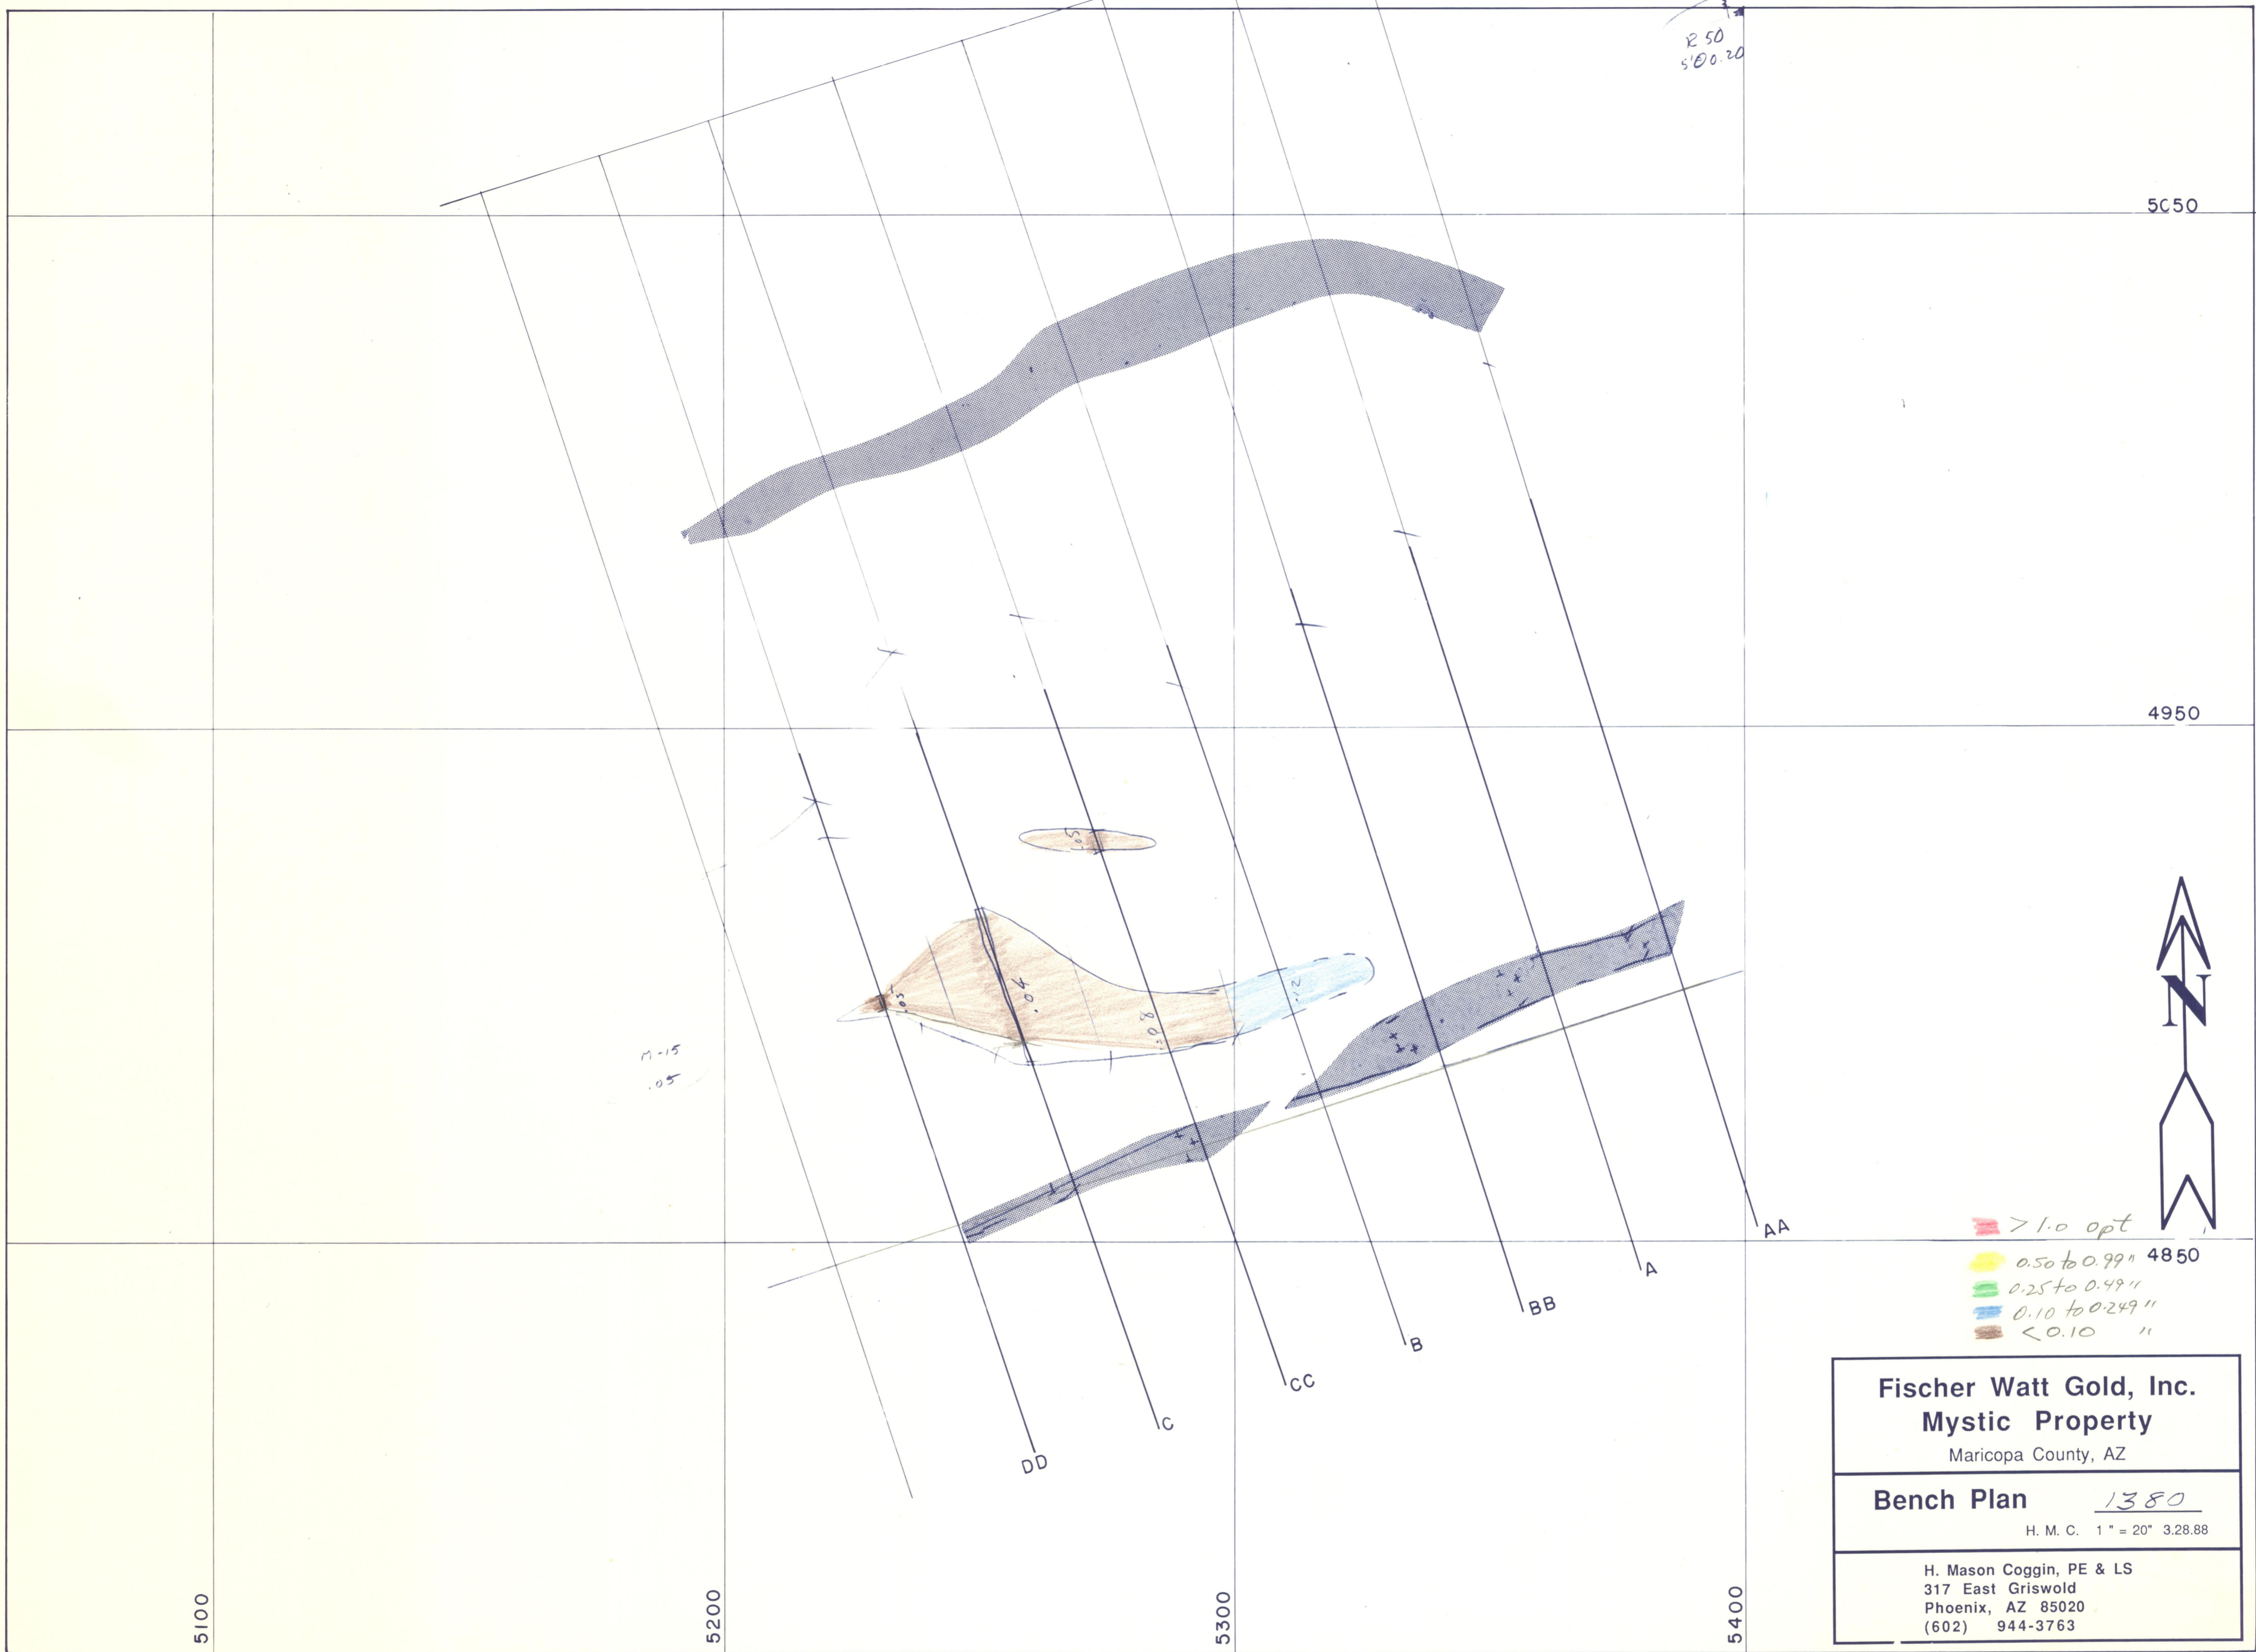 R 50
5'@0.20
5C50
4950
.05
.05
.04
.08
.12
M-15
.05
AA
A
BB
B
CC
C
DD
N
> 1.0 opt
0.50 to 0.99 "
4850
0.25 to 0.49 "
0.10 to 0.249 "
< 0.10 "
Fischer Watt Gold, Inc.
Mystic Property
Maricopa County, AZ
Bench Plan 1380
H. M. C. 1 " = 20" 3.28.88
H. Mason Coggin, PE & LS
317 East Griswold
Phoenix, AZ 85020
(602) 944-3763
5100
5200
5300
5400